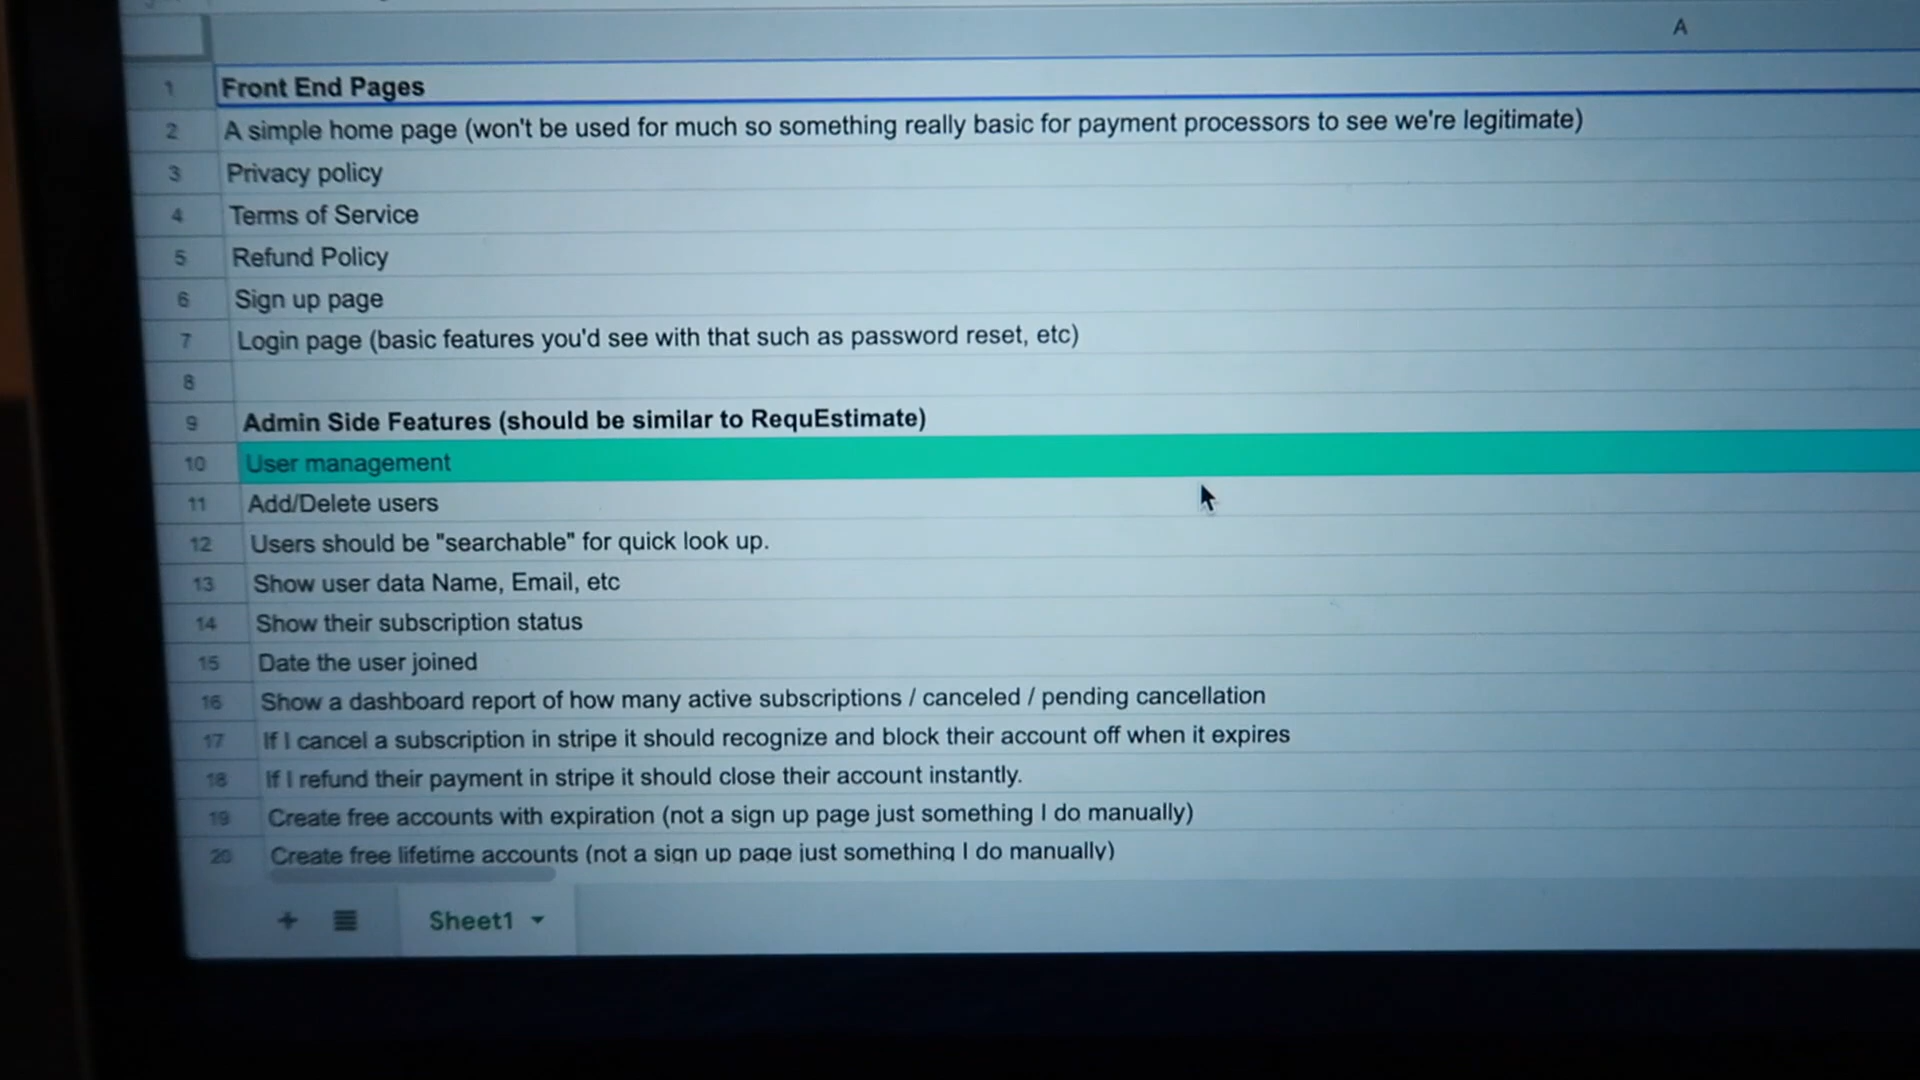 A
1 Front End Pages
2 A simple home page (won't be used for much so something really basic for payment processors to see we're legitimate)
3 Privacy policy
4 Terms of Service
5 Refund Policy
6 Sign up page
7 Login page (basic features you'd see with that such as password reset, etc)
8
9 Admin Side Features (should be similar to RequEstimate)
10 User management
11 Add/Delete users
12 Users should be "searchable" for quick look up.
13 Show user data Name, Email, etc
14 Show their subscription status
15 Date the user joined
16 Show a dashboard report of how many active subscriptions / canceled / pending cancellation
17 If I cancel a subscription in stripe it should recognize and block their account off when it expires
18 If I refund their payment in stripe it should close their account instantly.
19 Create free accounts with expiration (not a sign up page just something I do manually)
20 Create free lifetime accounts (not a sign up page just something I do manually)
+ Sheet1